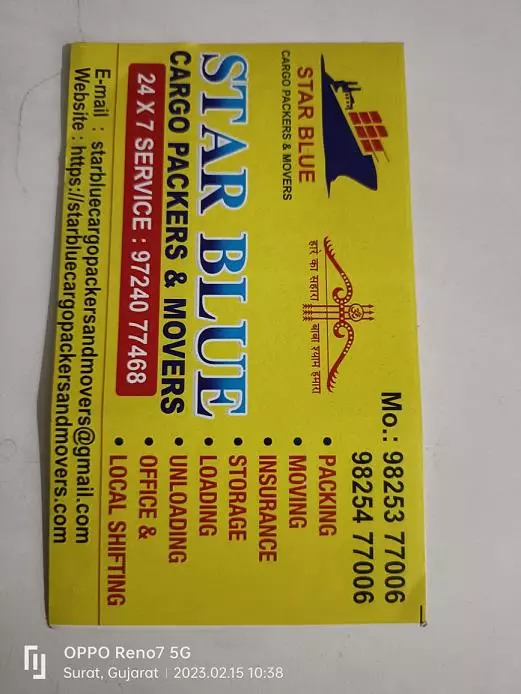 STAR BLUE
CARGO PACKERS & MOVERS
हारे का सहारा बाबा श्याम हमारा
Mo.: 98253 77006
98254 77006
STAR BLUE
CARGO PACKERS & MOVERS
24 X 7 SERVICE : 97240 77468
• PACKING
• MOVING
• INSURANCE
• STORAGE
• LOADING
• UNLOADING
• OFFICE &
• LOCAL SHIFTING
E-mail : starbluecargopackersandmovers@gmail.com
Website : https://starbluecargopackersandmovers.com
OPPO Reno7 5G
Surat, Gujarat | 2023.02.15 10:38